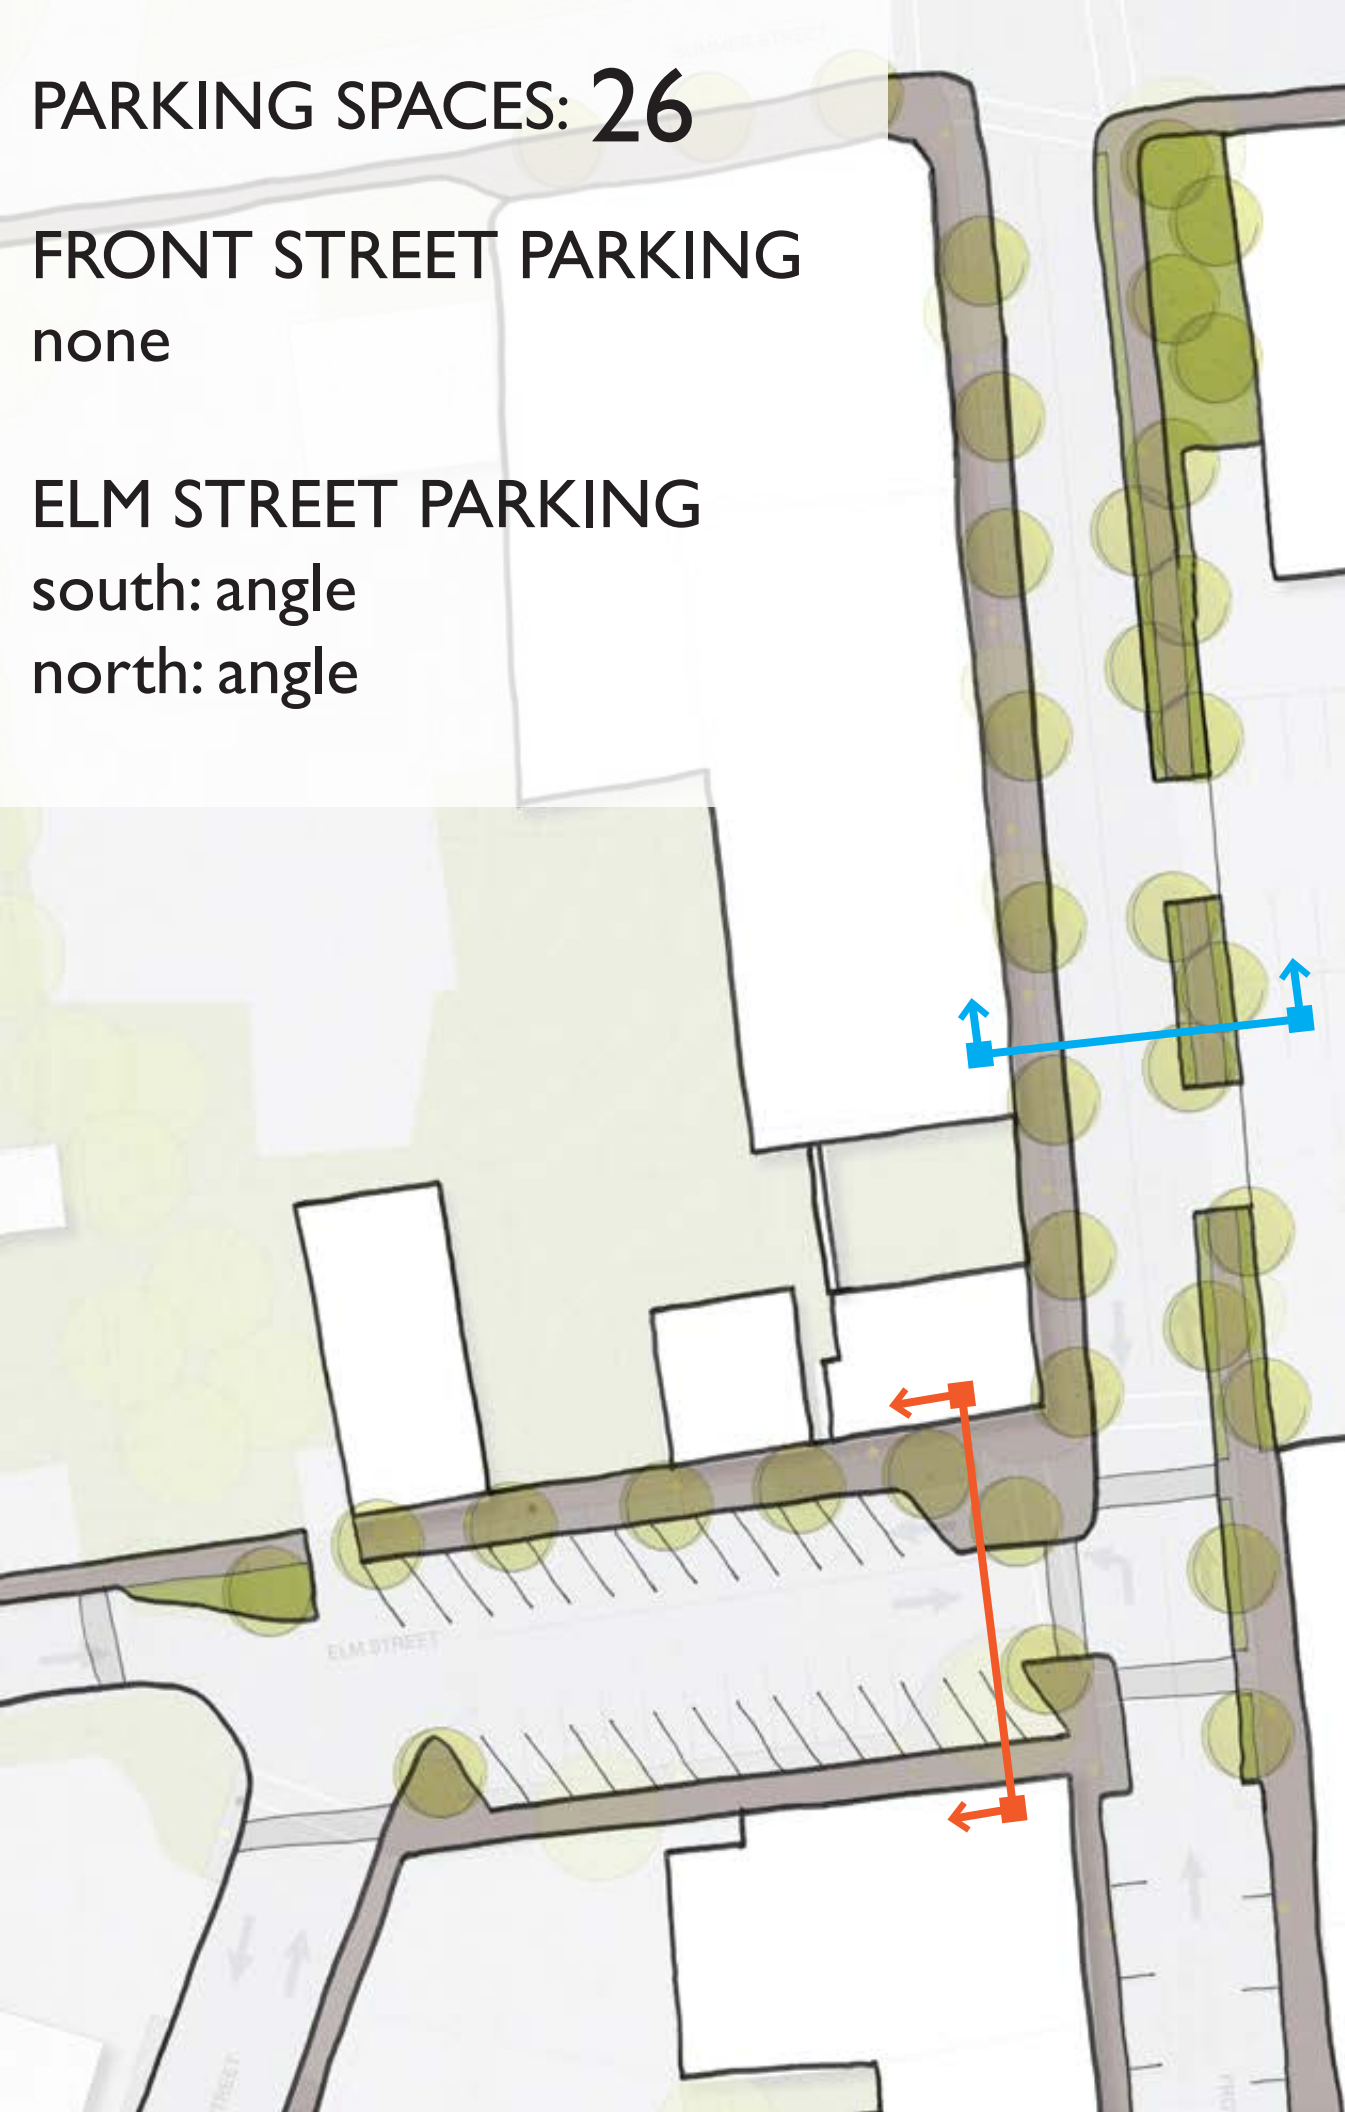 PARKING SPACES: 26
FRONT STREET PARKING
none
ELM STREET PARKING
south: angle
north: angle
ELM STREET